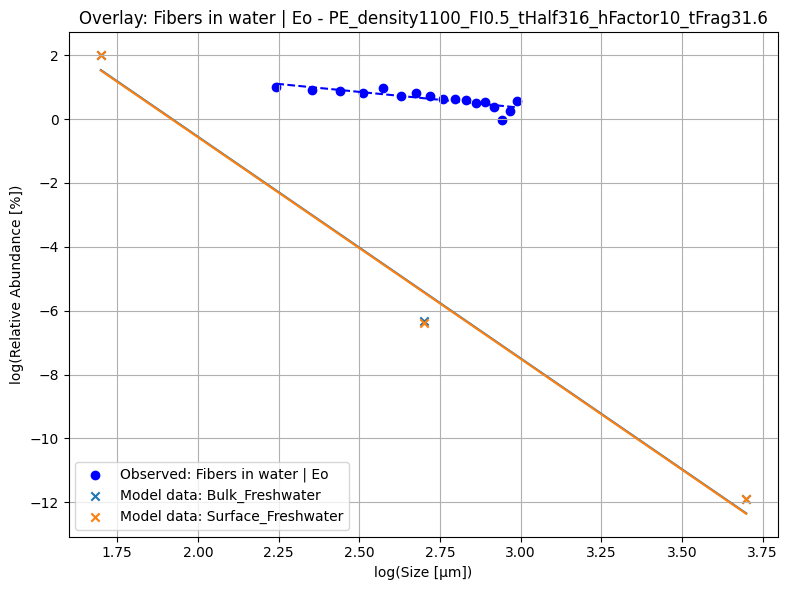 Overlay: Fibers in water | Eo - PE_density1100_FI0.5_tHalf316_hFactor10_tFrag31.6
log(Relative Abundance [%])
2
0
−2
−4
−6
−8
−10
−12
Observed: Fibers in water | Eo
Model data: Bulk_Freshwater
Model data: Surface_Freshwater
1.75
2.00
2.25
2.50
2.75
3.00
3.25
3.50
3.75
log(Size [μm])